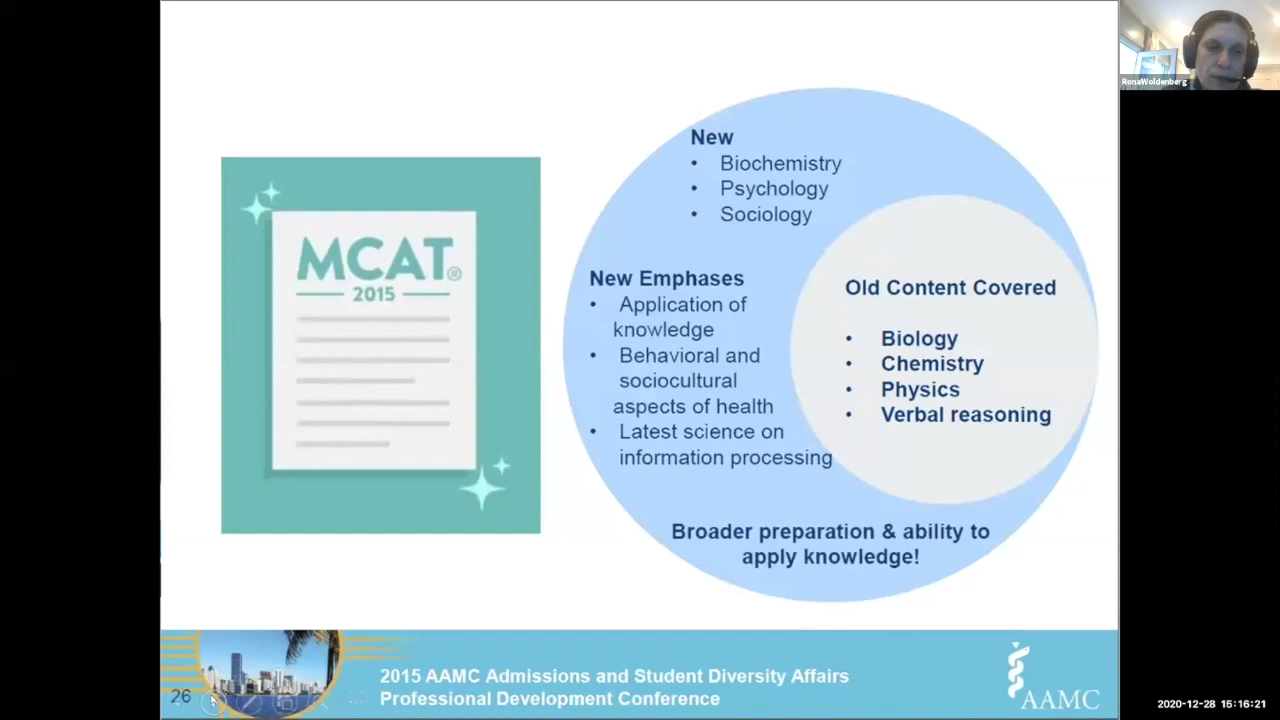 RonaWoldenberg
New
• Biochemistry
• Psychology
• Sociology
MCAT®
2015
New Emphases
• Application of
knowledge
• Behavioral and
sociocultural
aspects of health
• Latest science on
information processing
Old Content Covered
• Biology
• Chemistry
• Physics
• Verbal reasoning
Broader preparation & ability to
apply knowledge!
26
2015 AAMC Admissions and Student Diversity Affairs
Professional Development Conference
AAMC
2020-12-28 15:16:21